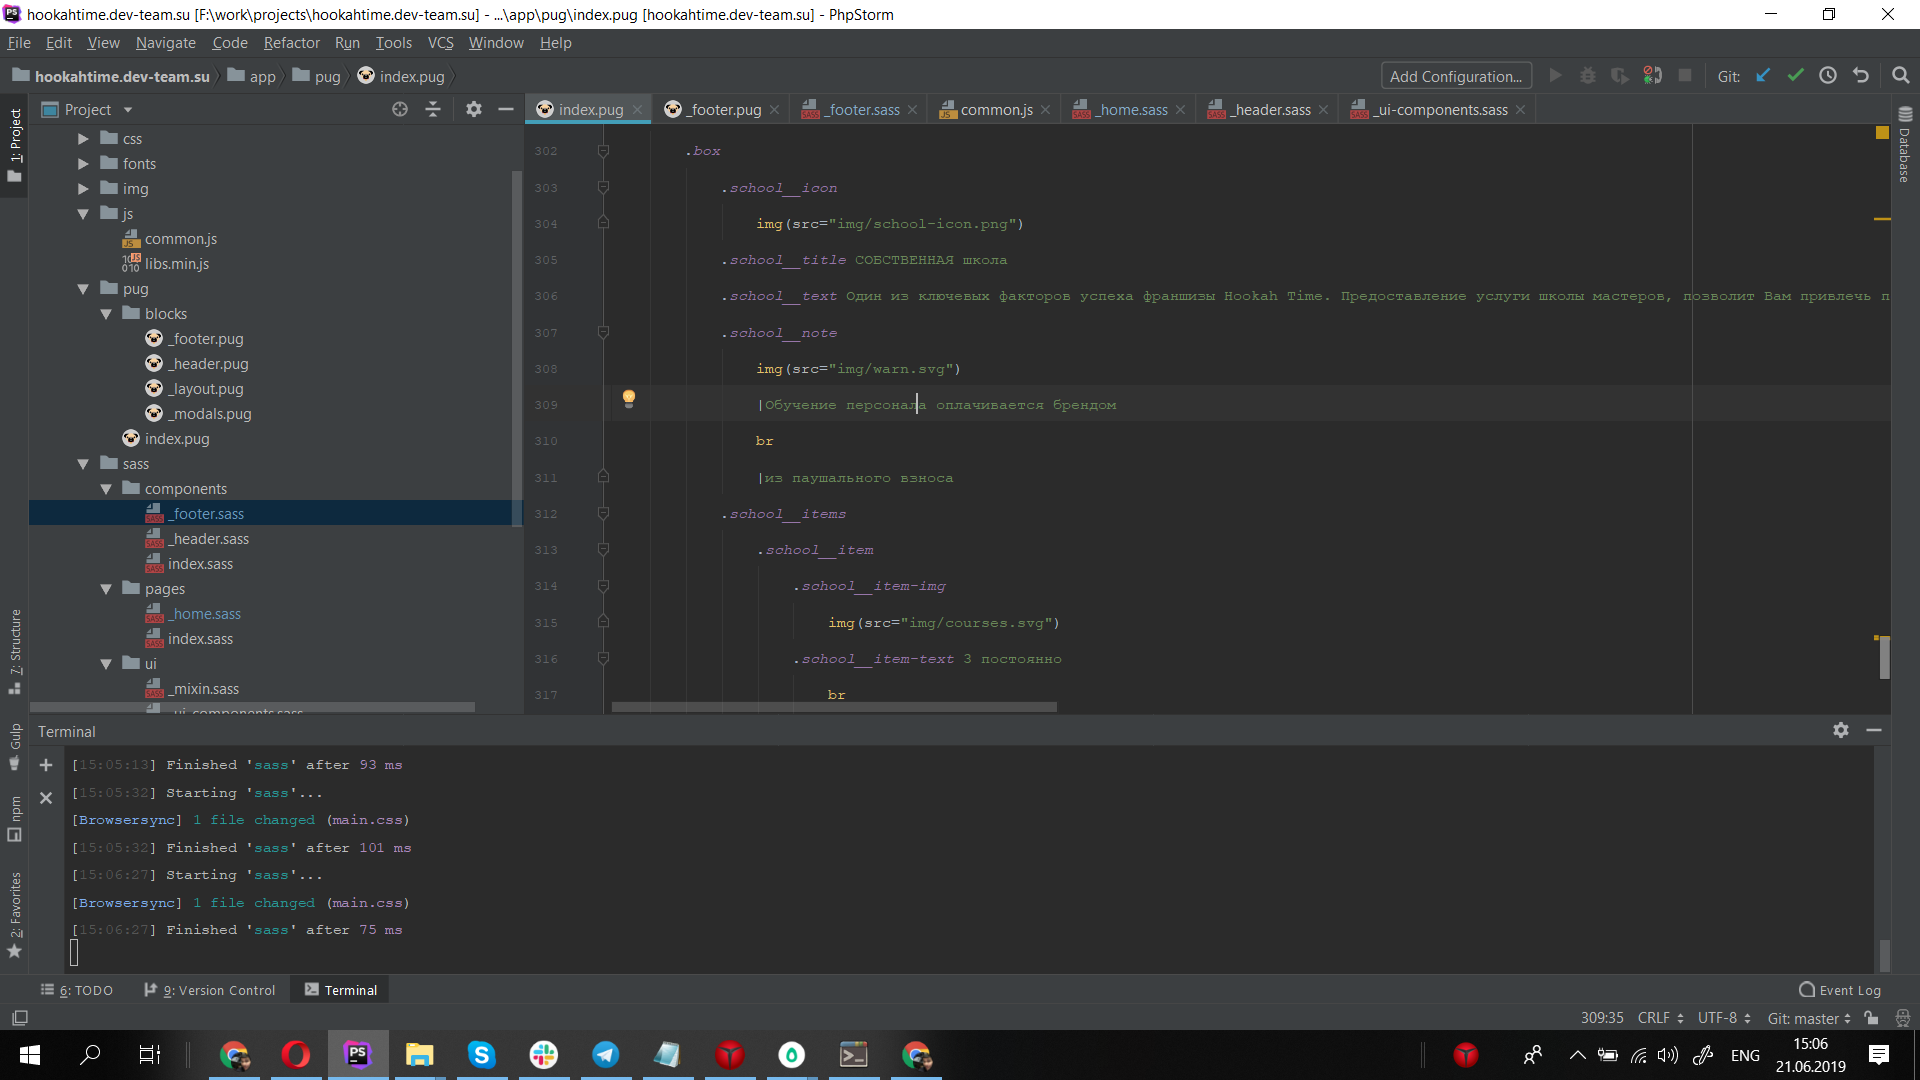 hookahtime.dev-team.su [F:\work\projects\hookahtime.dev-team.su] - ...\app\pug\index.pug [hookahtime.dev-team.su] - PhpStorm
File Edit View Navigate Code Refactor Run Tools VCS Window Help
hookahtime.dev-team.su app pug index.pug Add Configuration... Git:
1: Project
Project
index.pug _footer.pug _footer.sass common.js _home.sass _header.sass _ui-components.sass
Database
css
fonts
img
js
common.js
libs.min.js
pug
blocks
_footer.pug
_header.pug
_layout.pug
_modals.pug
index.pug
sass
components
_footer.sass
_header.sass
index.sass
pages
_home.sass
index.sass
ui
_mixin.sass
_ui-components.sass
302 .box
303 .school__icon
304 img(src="img/school-icon.png")
305 .school__title СОБСТВЕННАЯ школа
306 .school__text Один из ключевых факторов успеха франшизы Hookah Time. Предоставление услуги школы мастеров, позволит Вам привлечь п
307 .school__note
308 img(src="img/warn.svg")
309 |Обучение персонала оплачивается брендом
310 br
311 |из паушального взноса
312 .school__items
313 .school__item
314 .school__item-img
315 img(src="img/courses.svg")
316 .school__item-text 3 постоянно
317 br
7: Structure
Gulp
npm
2: Favorites
Terminal
[15:05:13] Finished 'sass' after 93 ms
[15:05:32] Starting 'sass'...
[Browsersync] 1 file changed (main.css)
[15:05:32] Finished 'sass' after 101 ms
[15:06:27] Starting 'sass'...
[Browsersync] 1 file changed (main.css)
[15:06:27] Finished 'sass' after 75 ms
6: TODO 9: Version Control Terminal Event Log
309:35 CRLF UTF-8 Git: master
ENG
15:06
21.06.2019